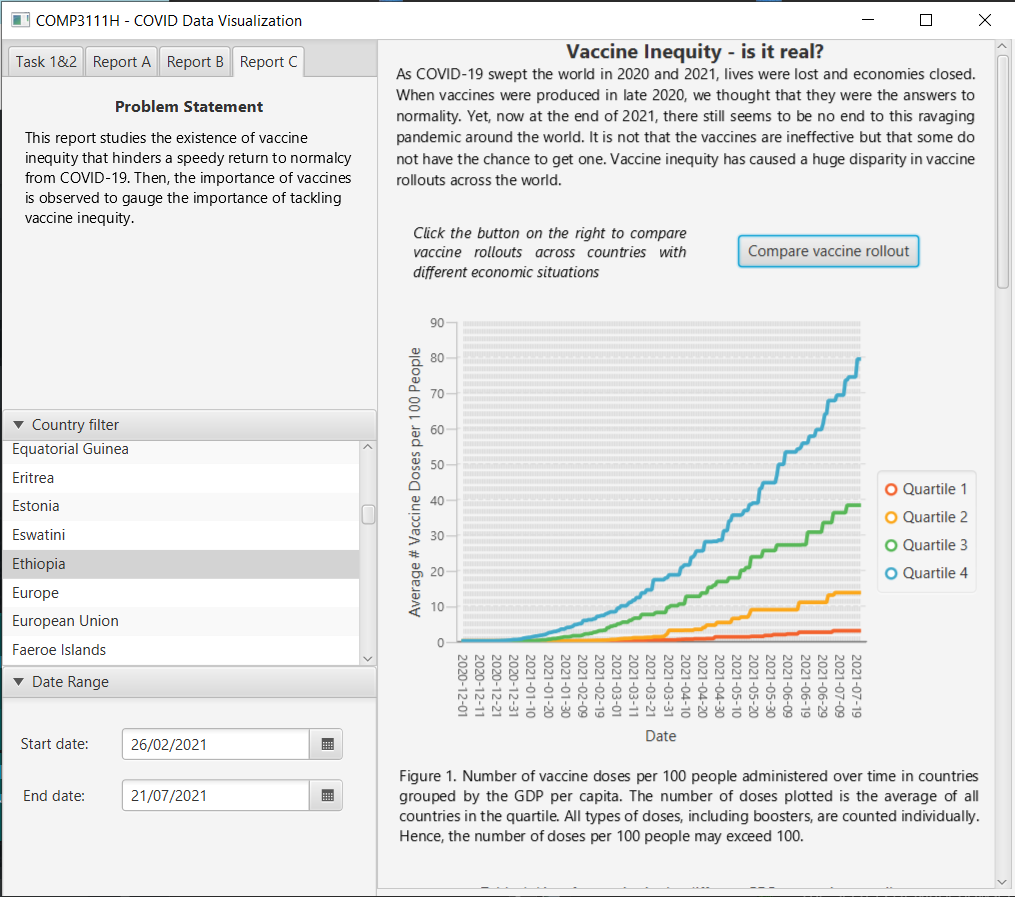 COMP3111H - COVID Data Visualization
Task 1&2
Report A
Report B
Report C
Problem Statement
This report studies the existence of vaccine
inequity that hinders a speedy return to normalcy
from COVID-19. Then, the importance of vaccines
is observed to gauge the importance of tackling
vaccine inequity.
Country filter
Equatorial Guinea
Eritrea
Estonia
Eswatini
Ethiopia
Europe
European Union
Faeroe Islands
Date Range
Start date:
26/02/2021
End date:
21/07/2021
Vaccine Inequity - is it real?
As COVID-19 swept the world in 2020 and 2021, lives were lost and economies closed.
When vaccines were produced in late 2020, we thought that they were the answers to
normality. Yet, now at the end of 2021, there still seems to be no end to this ravaging
pandemic around the world. It is not that the vaccines are ineffective but that some do
not have the chance to get one. Vaccine inequity has caused a huge disparity in vaccine
rollouts across the world.
Click the button on the right to compare
vaccine rollouts across countries with
different economic situations
Compare vaccine rollout
Average # Vaccine Doses per 100 People
90
80
70
60
50
40
30
20
10
0
2020-12-01
2020-12-11
2020-12-21
2020-12-31
2021-01-10
2021-01-20
2021-01-30
2021-02-09
2021-02-19
2021-03-01
2021-03-11
2021-03-21
2021-03-31
2021-04-10
2021-04-20
2021-04-30
2021-05-10
2021-05-20
2021-05-30
2021-06-09
2021-06-19
2021-06-29
2021-07-09
2021-07-19
Date
Quartile 1
Quartile 2
Quartile 3
Quartile 4
Figure 1. Number of vaccine doses per 100 people administered over time in countries
grouped by the GDP per capita. The number of doses plotted is the average of all
countries in the quartile. All types of doses, including boosters, are counted individually.
Hence, the number of doses per 100 people may exceed 100.